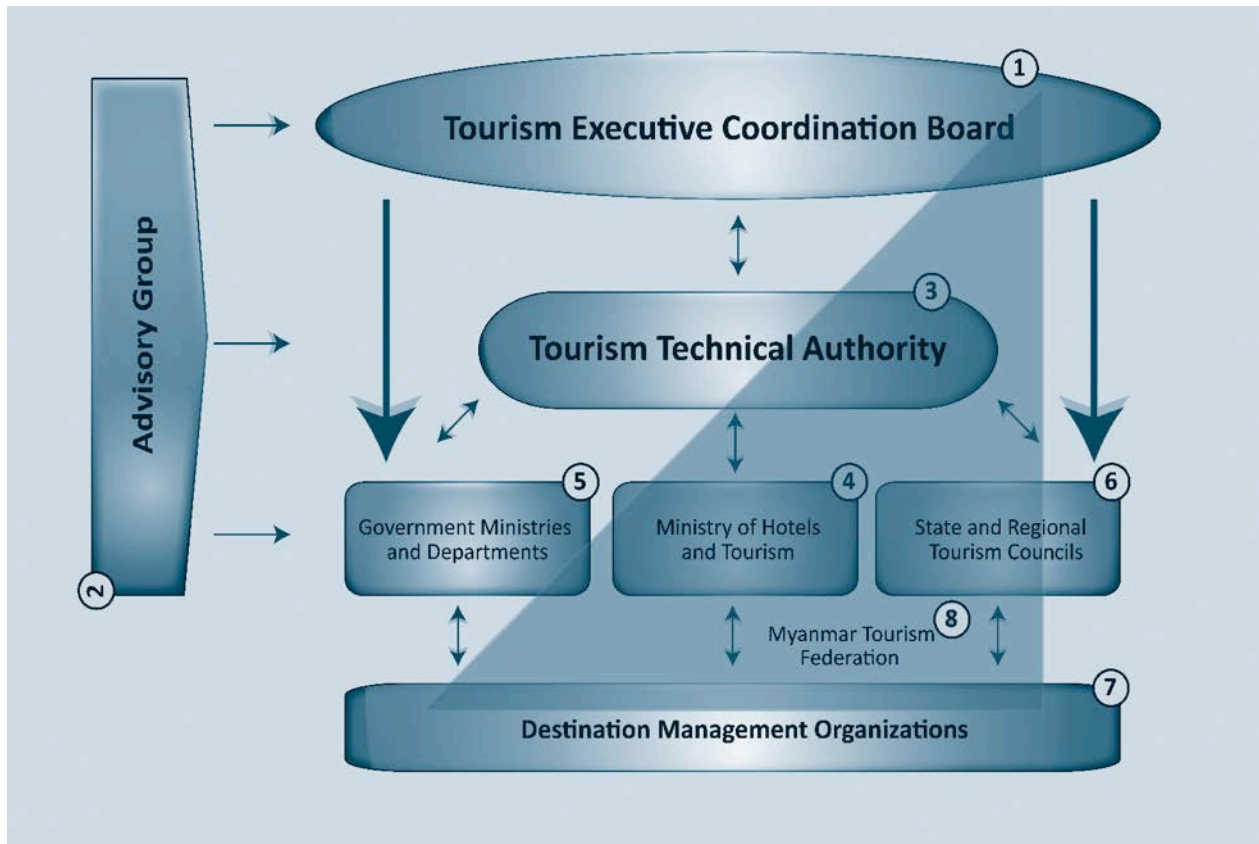 1
Tourism Executive Coordination Board
Advisory Group
2
3
Tourism Technical Authority
5
Government Ministries
and Departments
4
Ministry of Hotels
and Tourism
6
State and Regional
Tourism Councils
8
Myanmar Tourism
Federation
7
Destination Management Organizations